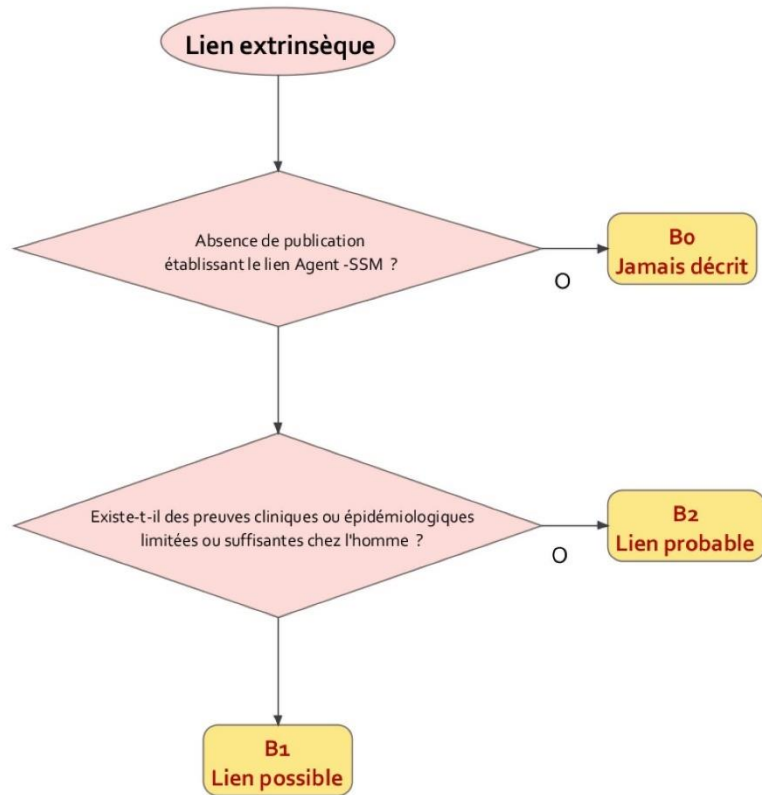 Lien extrinsèque
Absence de publication
établissant le lien Agent -SSM ?
O
B0
Jamais décrit
Existe-t-il des preuves cliniques ou épidémiologiques
limitées ou suffisantes chez l'homme ?
O
B2
Lien probable
B1
Lien possible